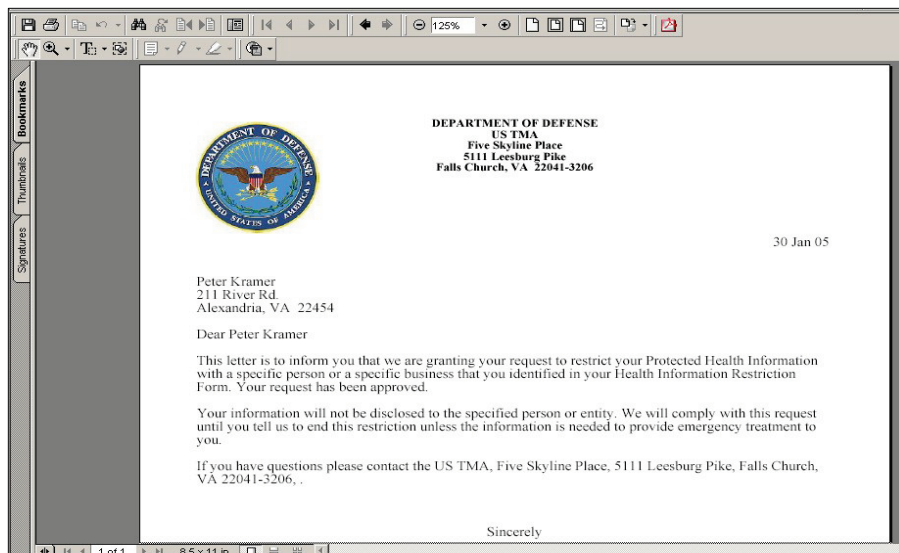 125%
Bookmarks
Thumbnails
Signatures
DEPARTMENT OF DEFENSE
UNITED STATES OF AMERICA
DEPARTMENT OF DEFENSE
US TMA
Five Skyline Place
5111 Leesburg Pike
Falls Church, VA 22041-3206
30 Jan 05
Peter Kramer
211 River Rd.
Alexandria, VA 22454
Dear Peter Kramer
This letter is to inform you that we are granting your request to restrict your Protected Health Information
with a specific person or a specific business that you identified in your Health Information Restriction
Form. Your request has been approved.
Your information will not be disclosed to the specified person or entity. We will comply with this request
until you tell us to end this restriction unless the information is needed to provide emergency treatment to
you.
If you have questions please contact the US TMA, Five Skyline Place, 5111 Leesburg Pike, Falls Church,
VA 22041-3206, .
Sincerely
1 of 1
8.5 x 11 in